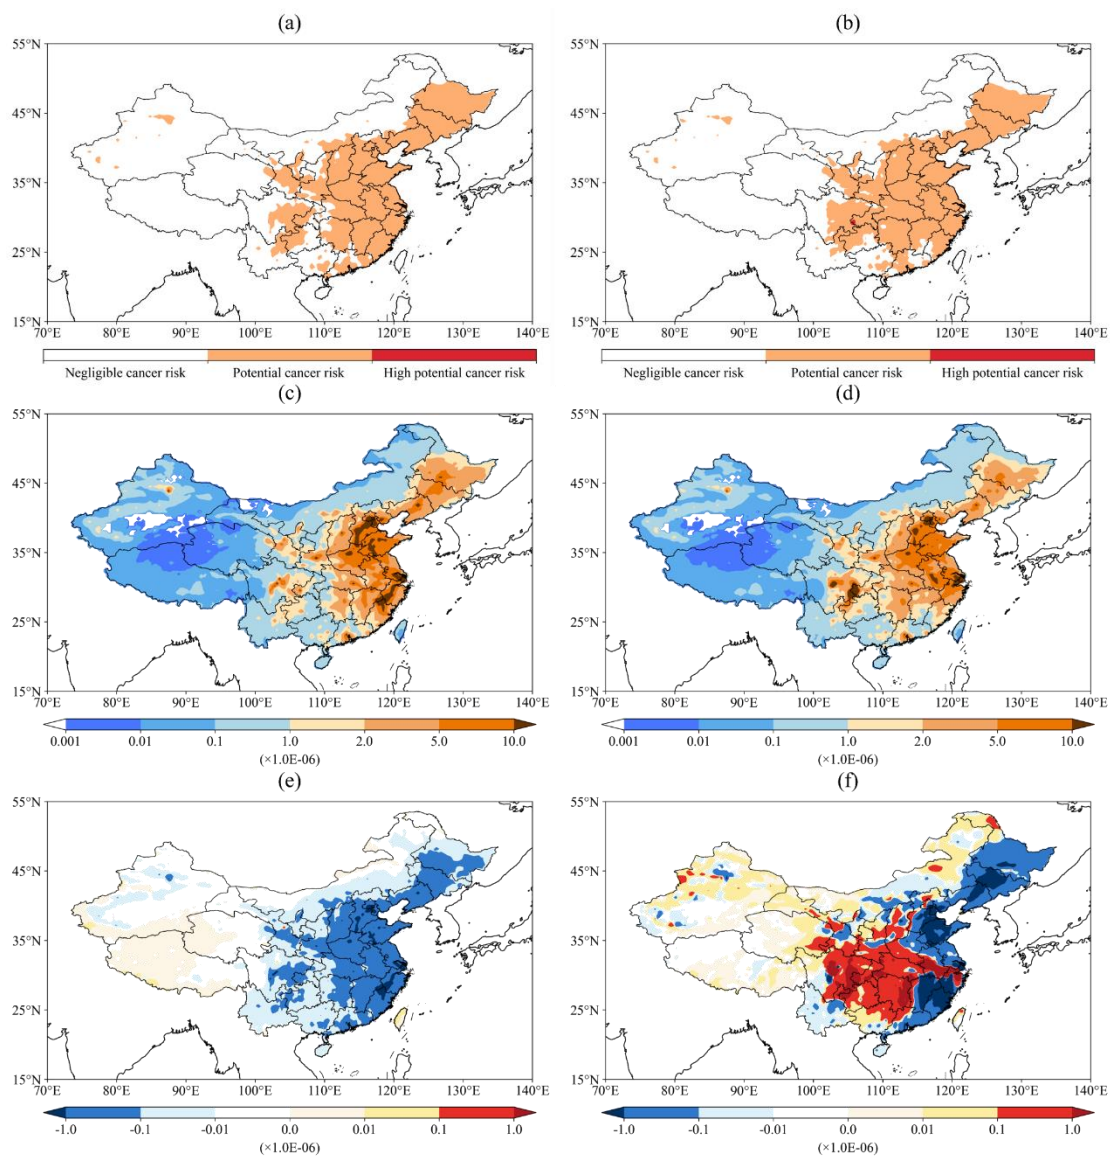 (a) (b)
55°N 55°N
45°N 45°N
35°N 35°N
25°N 25°N
15°N 15°N
70°E 80°E 90°E 100°E 110°E 120°E 130°E 140°E 70°E 80°E 90°E 100°E 110°E 120°E 130°E 140°E
Negligible cancer risk Potential cancer risk High potential cancer risk Negligible cancer risk Potential cancer risk High potential cancer risk
(c) (d)
55°N 55°N
45°N 45°N
35°N 35°N
25°N 25°N
15°N 15°N
70°E 80°E 90°E 100°E 110°E 120°E 130°E 140°E 70°E 80°E 90°E 100°E 110°E 120°E 130°E 140°E
0.001 0.01 0.1 1.0 2.0 5.0 10.0 0.001 0.01 0.1 1.0 2.0 5.0 10.0
(×1.0E-06) (×1.0E-06)
(e) (f)
55°N 55°N
45°N 45°N
35°N 35°N
25°N 25°N
15°N 15°N
70°E 80°E 90°E 100°E 110°E 120°E 130°E 140°E 70°E 80°E 90°E 100°E 110°E 120°E 130°E 140°E
-1.0 -0.1 -0.01 0.0 0.01 0.1 1.0 -1.0 -0.1 -0.01 0.0 0.01 0.1 1.0
(×1.0E-06) (×1.0E-06)